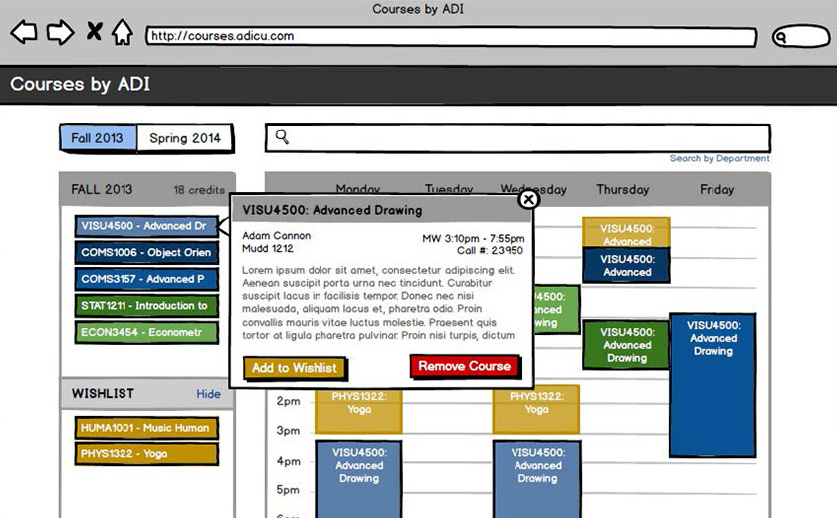 Courses by ADI
http://courses.adicu.com
Courses by ADI
Fall 2013
Spring 2014
Search by Department
FALL 2013
18 credits
VISU4500 - Advanced Dr
COMS1006 - Object Orien
COMS3157 - Advanced P
STAT1211 - Introduction to
ECON3454 - Econometr
WISHLIST
Hide
HUMA1001 - Music Human
PHYS1322 - Yoga
Monday
Tuesday
Wednesday
Thursday
Friday
VISU4500: Advanced Drawing
Adam Cannon
Mudd 1212
MW 3:10pm - 7:55pm
Call #: 23950
Lorem ipsum dolor sit amet, consectetur adipiscing elit.
Aenean suscipit porta urna nec tincidunt. Curabitur
suscipit lacus in facilisis tempor. Donec nec nisi
malesuada, aliquam lacus et, pharetra odio. Proin
convallis mauris vitae luctus molestie. Praesent quis
tortor at ligula pharetra pulvinar. Proin nisi turpis, dictum
Add to Wishlist
Remove Course
VISU4500:
Advanced
VISU4500:
Advanced
VISU4500:
Advanced
Drawing
VISU4500:
Advanced
Drawing
2pm
3pm
4pm
5pm
PHYS1322:
Yoga
PHYS1322:
Yoga
VISU4500:
Advanced
Drawing
VISU4500:
Advanced
Drawing